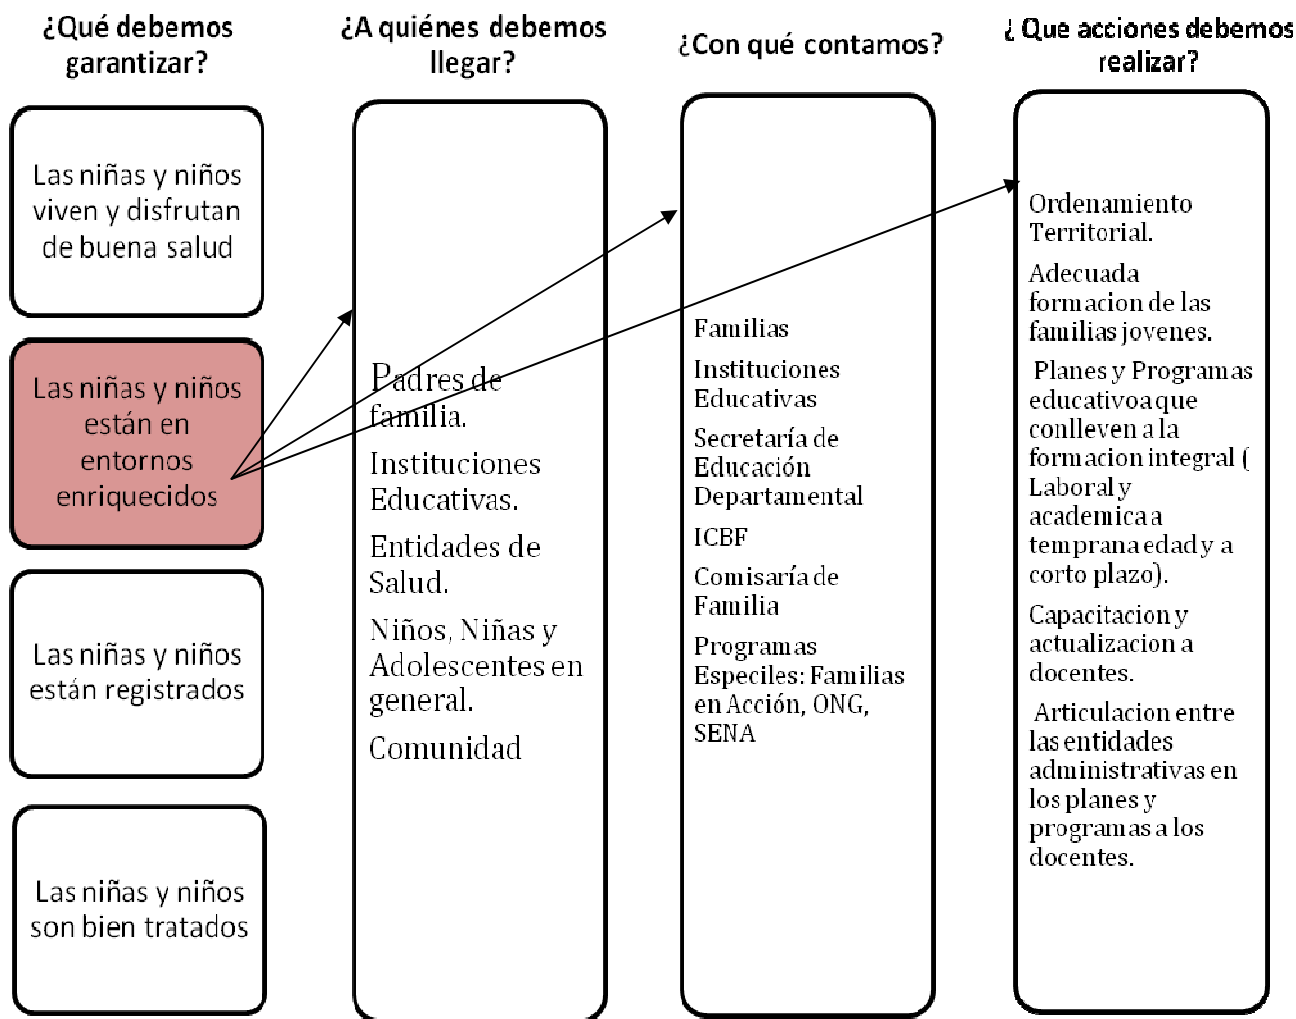 ¿Qué debemos
garantizar?
Las niñas y niños
viven y disfrutan
de buena salud
Las niñas y niños
están en
entornos
enriquecidos
Las niñas y niños
están registrados
Las niñas y niños
son bien tratados
¿A quiénes debemos
llegar?
Padres de
familia.
Instituciones
Educativas.
Entidades de
Salud.
Niños, Niñas y
Adolescentes en
general.
Comunidad
¿Con qué contamos?
Familias
Instituciones
Educativas
Secretaría de
Educación
Departamental
ICBF
Comisaría de
Familia
Programas
Especiles: Familias
en Acción, ONG,
SENA
¿ Que acciones debemos
realizar?
Ordenamiento
Territorial.
Adecuada
formacion de las
familias jovenes.
Planes y Programas
educativoa que
conlleven a la
formacion integral (
Laboral y
academica a
temprana edad y a
corto plazo).
Capacitacion y
actualizacion a
docentes.
Articulacion entre
las entidades
administrativas en
los planes y
programas a los
docentes.